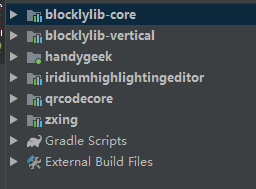 blocklylib-core
blocklylib-vertical
handygeek
iridiumhighlightingeditor
qrcodecore
zxing
Gradle Scripts
External Build Files